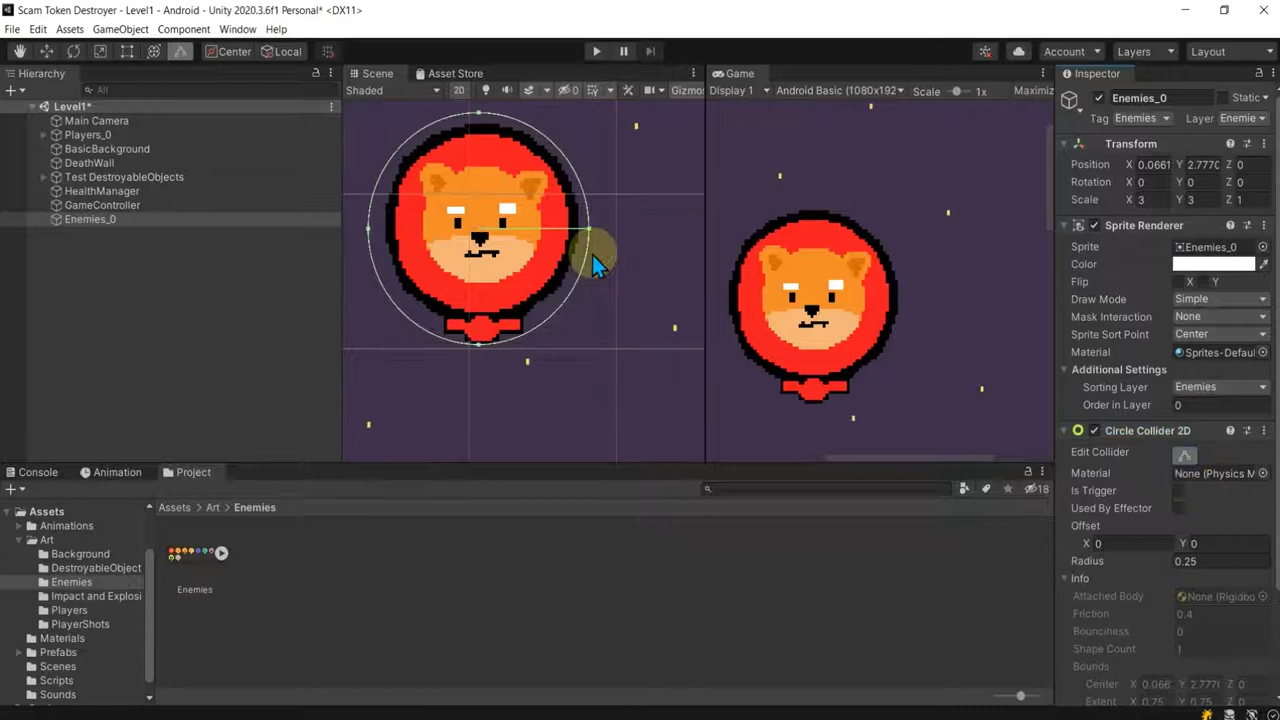 Scam Token Destroyer - Level1 - Android - Unity 2020.3.6f1 Personal* <DX11>
File Edit Assets GameObject Component Window Help
Center Local Account Layers Layout
Hierarchy
All
Level1*
Main Camera
Players_0
BasicBackground
DeathWall
Test DestroyableObjects
HealthManager
GameController
Enemies_0
Scene Asset Store
Shaded 2D 0 Gizmos
Game
Display 1 Android Basic (1080x192 Scale 1x Maximiz
Inspector
Enemies_0 Static
Tag Enemies Layer Enemie
Transform
Position X 0.0661 Y 2.7770 Z 0
Rotation X 0 Y 0 Z 0
Scale X 3 Y 3 Z 1
Sprite Renderer
Sprite Enemies_0
Color
Flip X Y
Draw Mode Simple
Mask Interaction None
Sprite Sort Point Center
Material Sprites-Defau
Additional Settings
Sorting Layer Enemies
Order in Layer 0
Circle Collider 2D
Edit Collider
Material None (Physics M
Is Trigger
Used By Effector
Offset
X 0 Y 0
Radius 0.25
Info
Attached Body None (Rigidbo
Friction 0.4
Bounciness 0
Shape Count 1
Bounds
Center X 0.066 Y 2.777 Z 0
Extent X 0.75 Y 0.75 Z 0
Console Animation Project
18
Assets
Animations
Art
Background
DestroyableObject
Enemies
Impact and Explosi
Players
PlayerShots
Materials
Prefabs
Scenes
Scripts
Sounds
Assets > Art > Enemies
Enemies